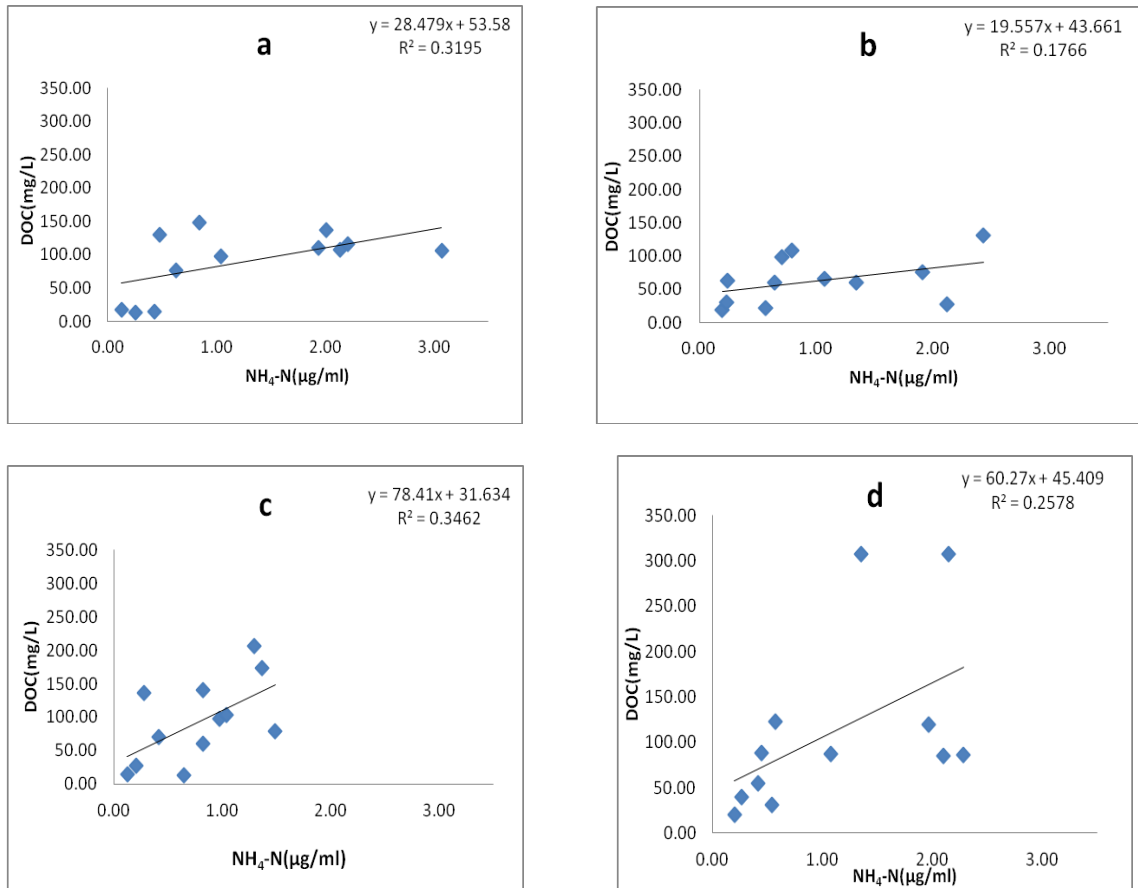 y = 28.479x + 53.58
R² = 0.3195
a
350.00
300.00
250.00
200.00
150.00
100.00
50.00
0.00
DOC(mg/L)
0.00 1.00 2.00 3.00
NH₄-N(µg/ml)
y = 19.557x + 43.661
R² = 0.1766
b
350.00
300.00
250.00
200.00
150.00
100.00
50.00
0.00
DOC(mg/L)
0.00 1.00 2.00 3.00
NH₄-N(µg/ml)
y = 78.41x + 31.634
R² = 0.3462
c
350.00
300.00
250.00
200.00
150.00
100.00
50.00
0.00
DOC(mg/L)
0.00 1.00 2.00 3.00
NH₄-N(µg/ml)
y = 60.27x + 45.409
R² = 0.2578
d
350.00
300.00
250.00
200.00
150.00
100.00
50.00
0.00
DOC(mg/L)
0.00 1.00 2.00 3.00
NH₄-N(µg/ml)